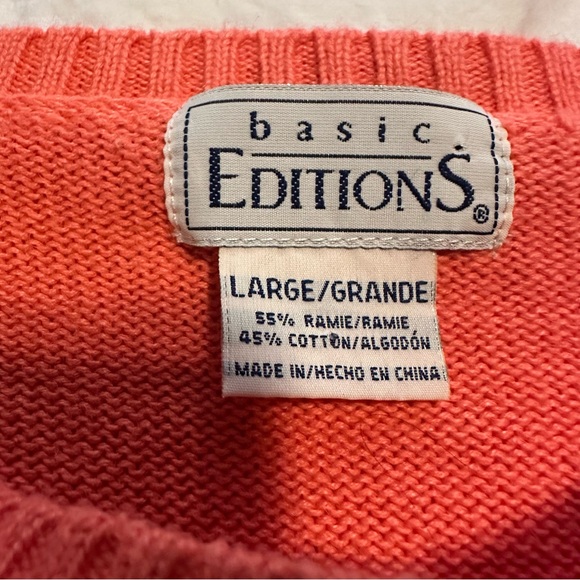 basic
EDITIONS®
LARGE/GRANDE
55% RAMIE/RAMIE
45% COTTON/ALGODÓN
MADE IN/HECHO EN CHINA